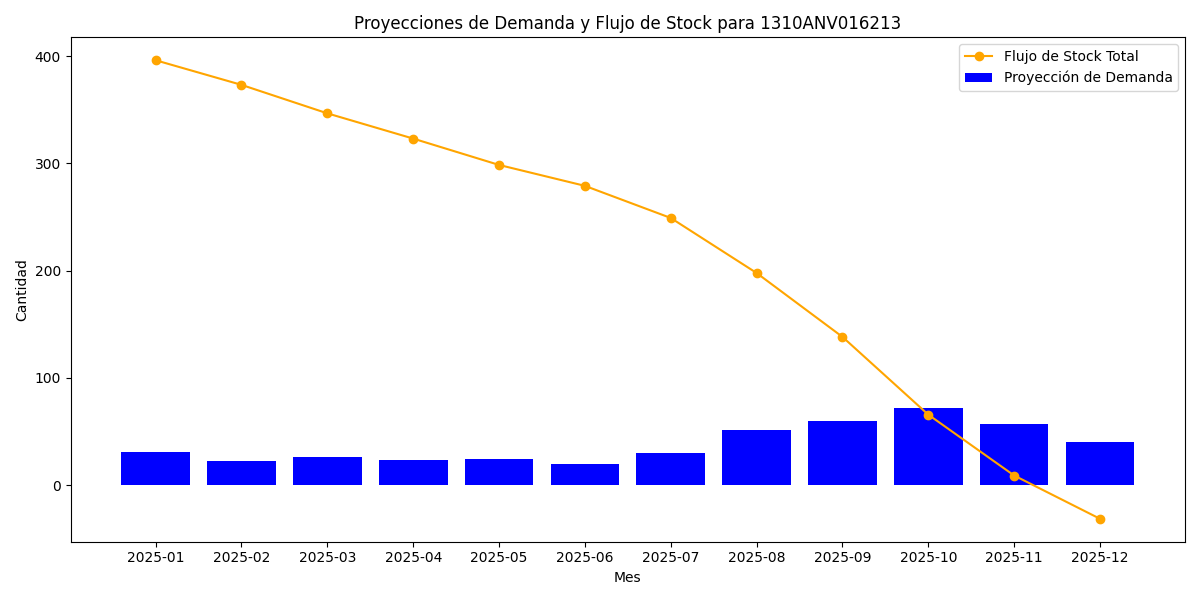 Proyecciones de Demanda y Flujo de Stock para 1310ANV016213
Flujo de Stock Total
Proyección de Demanda
Cantidad
400
300
200
100
0
2025-01 2025-02 2025-03 2025-04 2025-05 2025-06 2025-07 2025-08 2025-09 2025-10 2025-11 2025-12
Mes